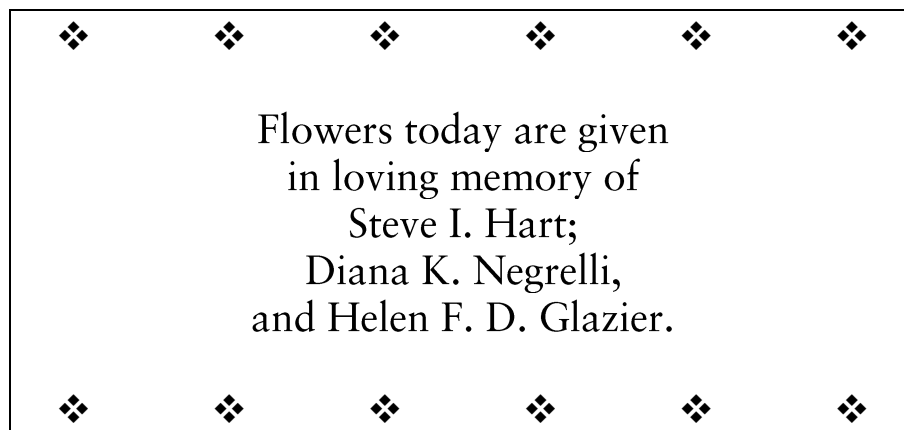 Flowers today are given
in loving memory of
Steve I. Hart;
Diana K. Negrelli,
and Helen F. D. Glazier.